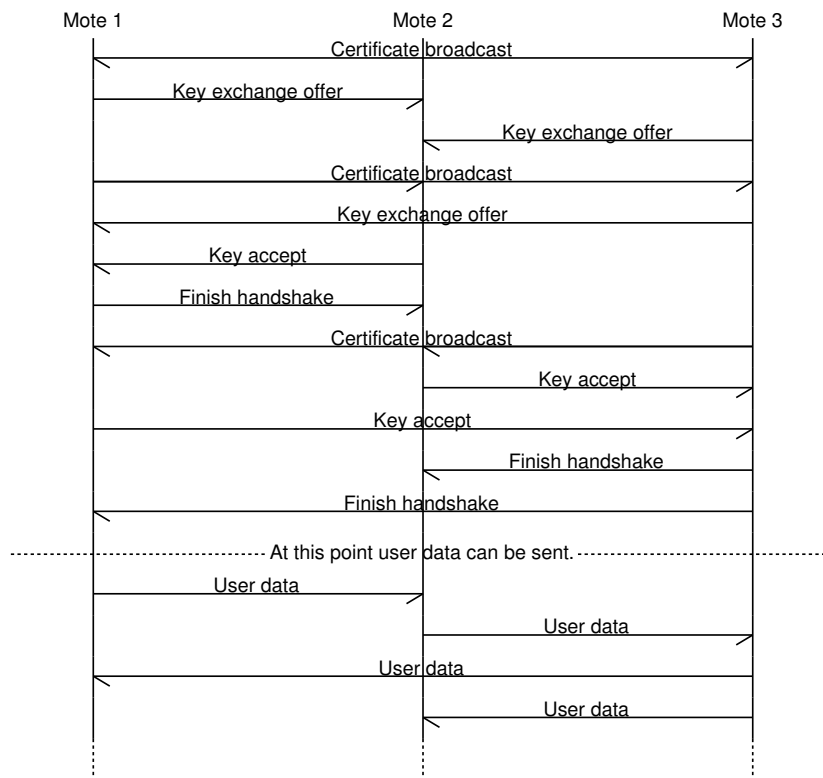 Mote 1 Mote 2 Mote 3
Certificate broadcast
Key exchange offer
Key exchange offer
Certificate broadcast
Key exchange offer
Key accept
Finish handshake
Certificate broadcast
Key accept
Key accept
Finish handshake
Finish handshake
At this point user data can be sent.
User data
User data
User data
User data